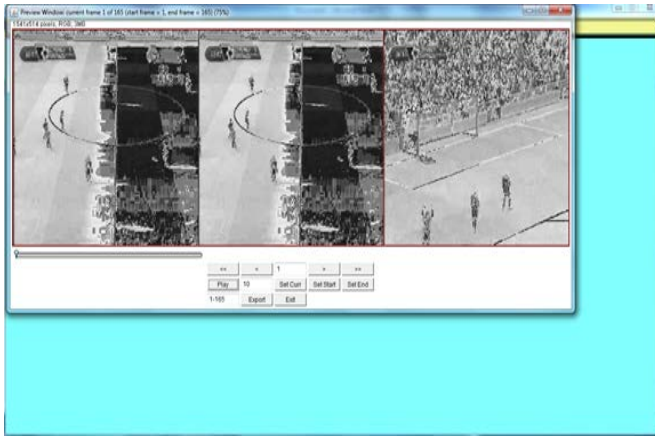 Preview Window: current frame 1 of 165 (start frame = 1, end frame = 165) (75%)
1541x514 pixels, RGB, 3MB
<< < 1 > >>
Play 10 Set Curr Set Start Set End
1-165 Export Exit